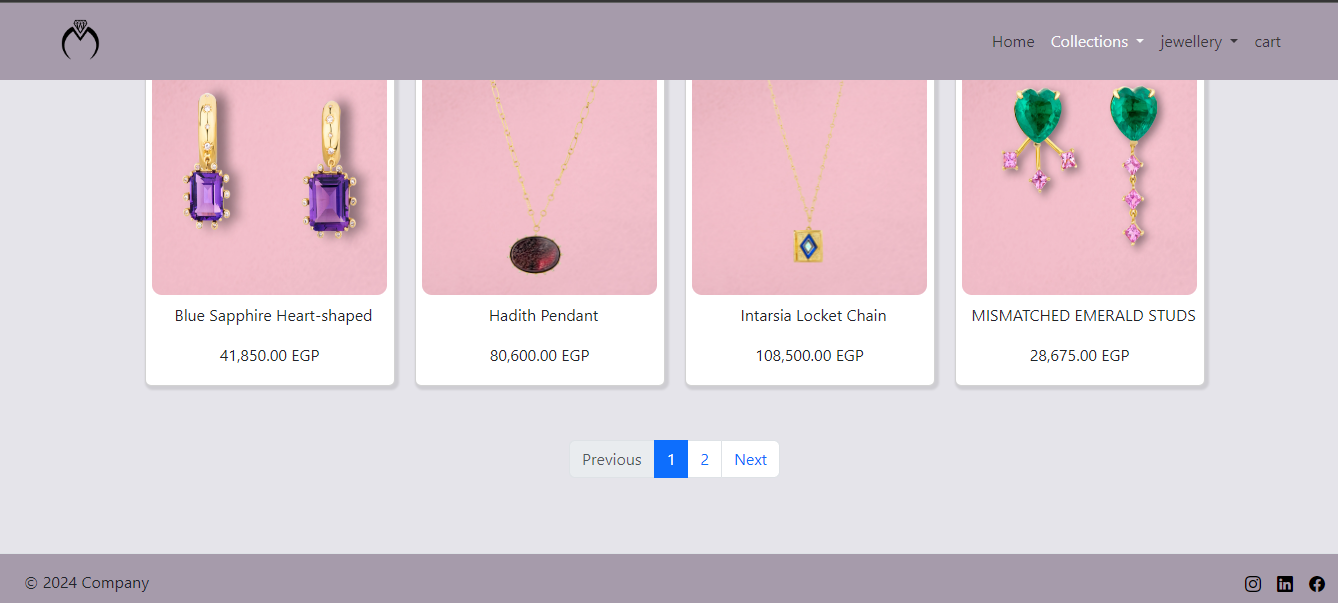 Home Collections jewellery cart
Blue Sapphire Heart-shaped
41,850.00 EGP
Hadith Pendant
80,600.00 EGP
Intarsia Locket Chain
108,500.00 EGP
MISMATCHED EMERALD STUDS
28,675.00 EGP
Previous 1 2 Next
© 2024 Company